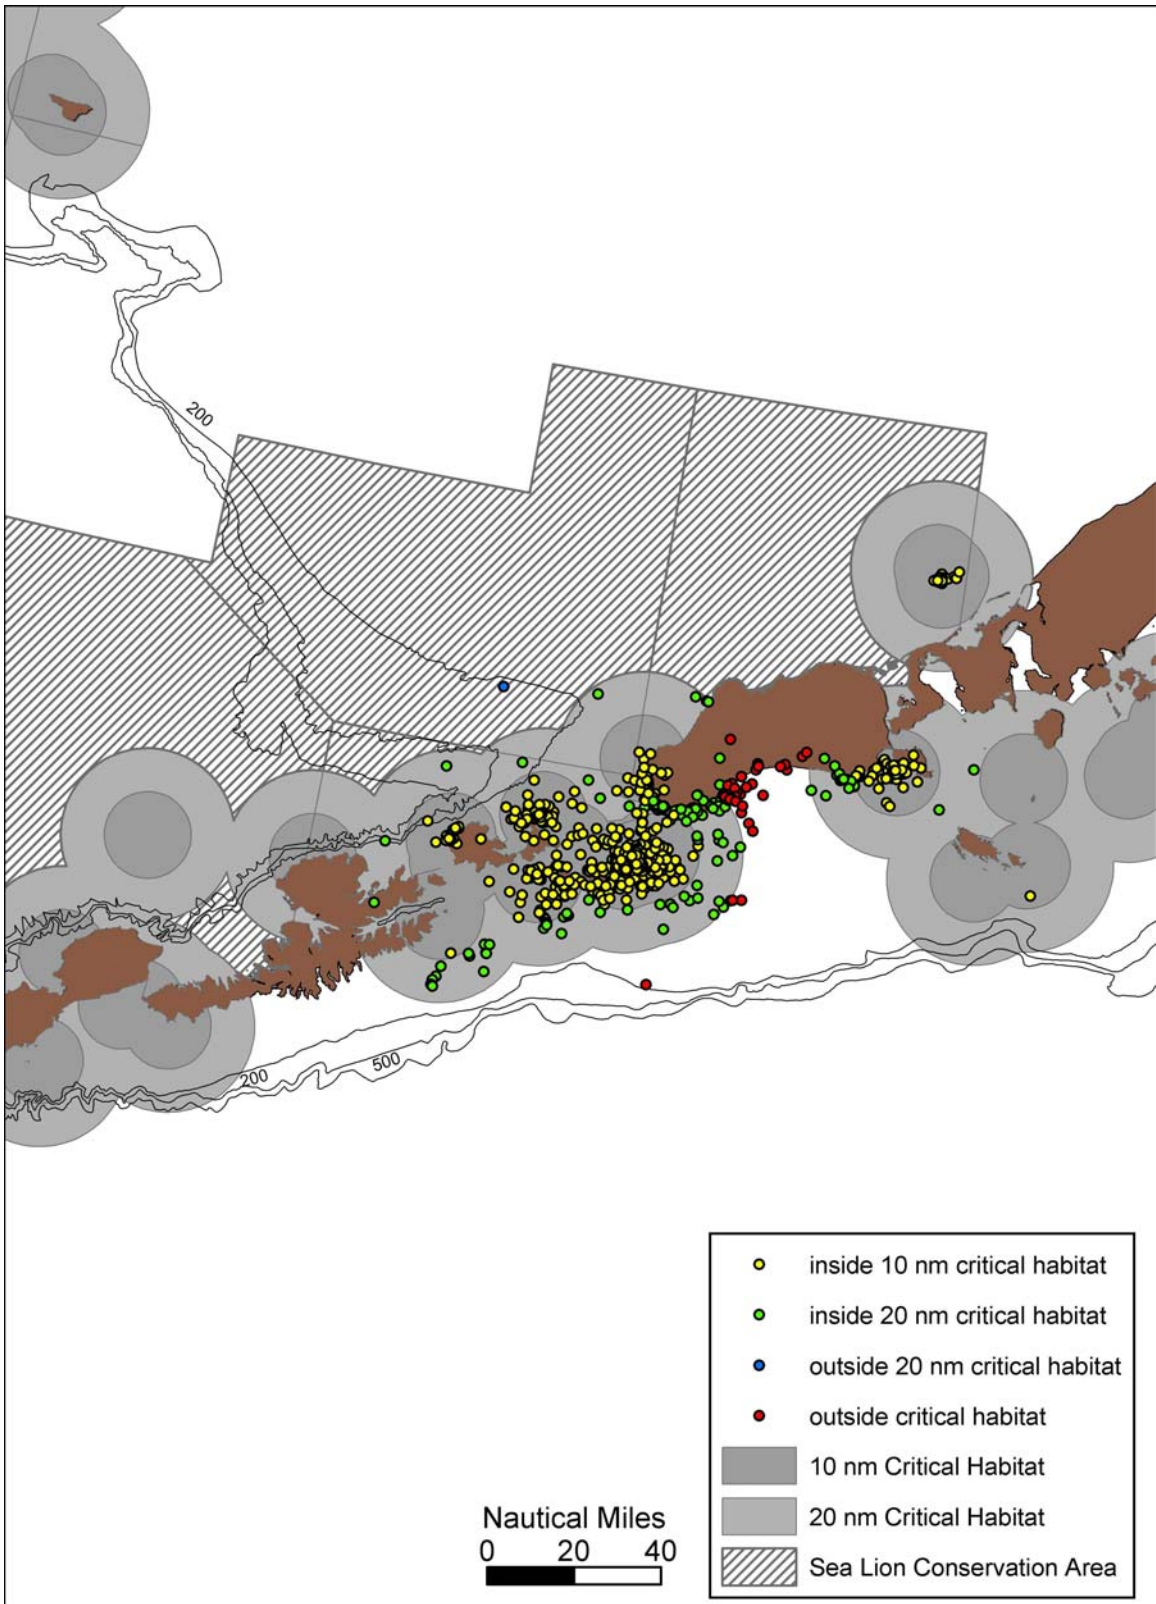 200
200
500
inside 10 nm critical habitat
inside 20 nm critical habitat
outside 20 nm critical habitat
outside critical habitat
10 nm Critical Habitat
20 nm Critical Habitat
Sea Lion Conservation Area
Nautical Miles
0 20 40